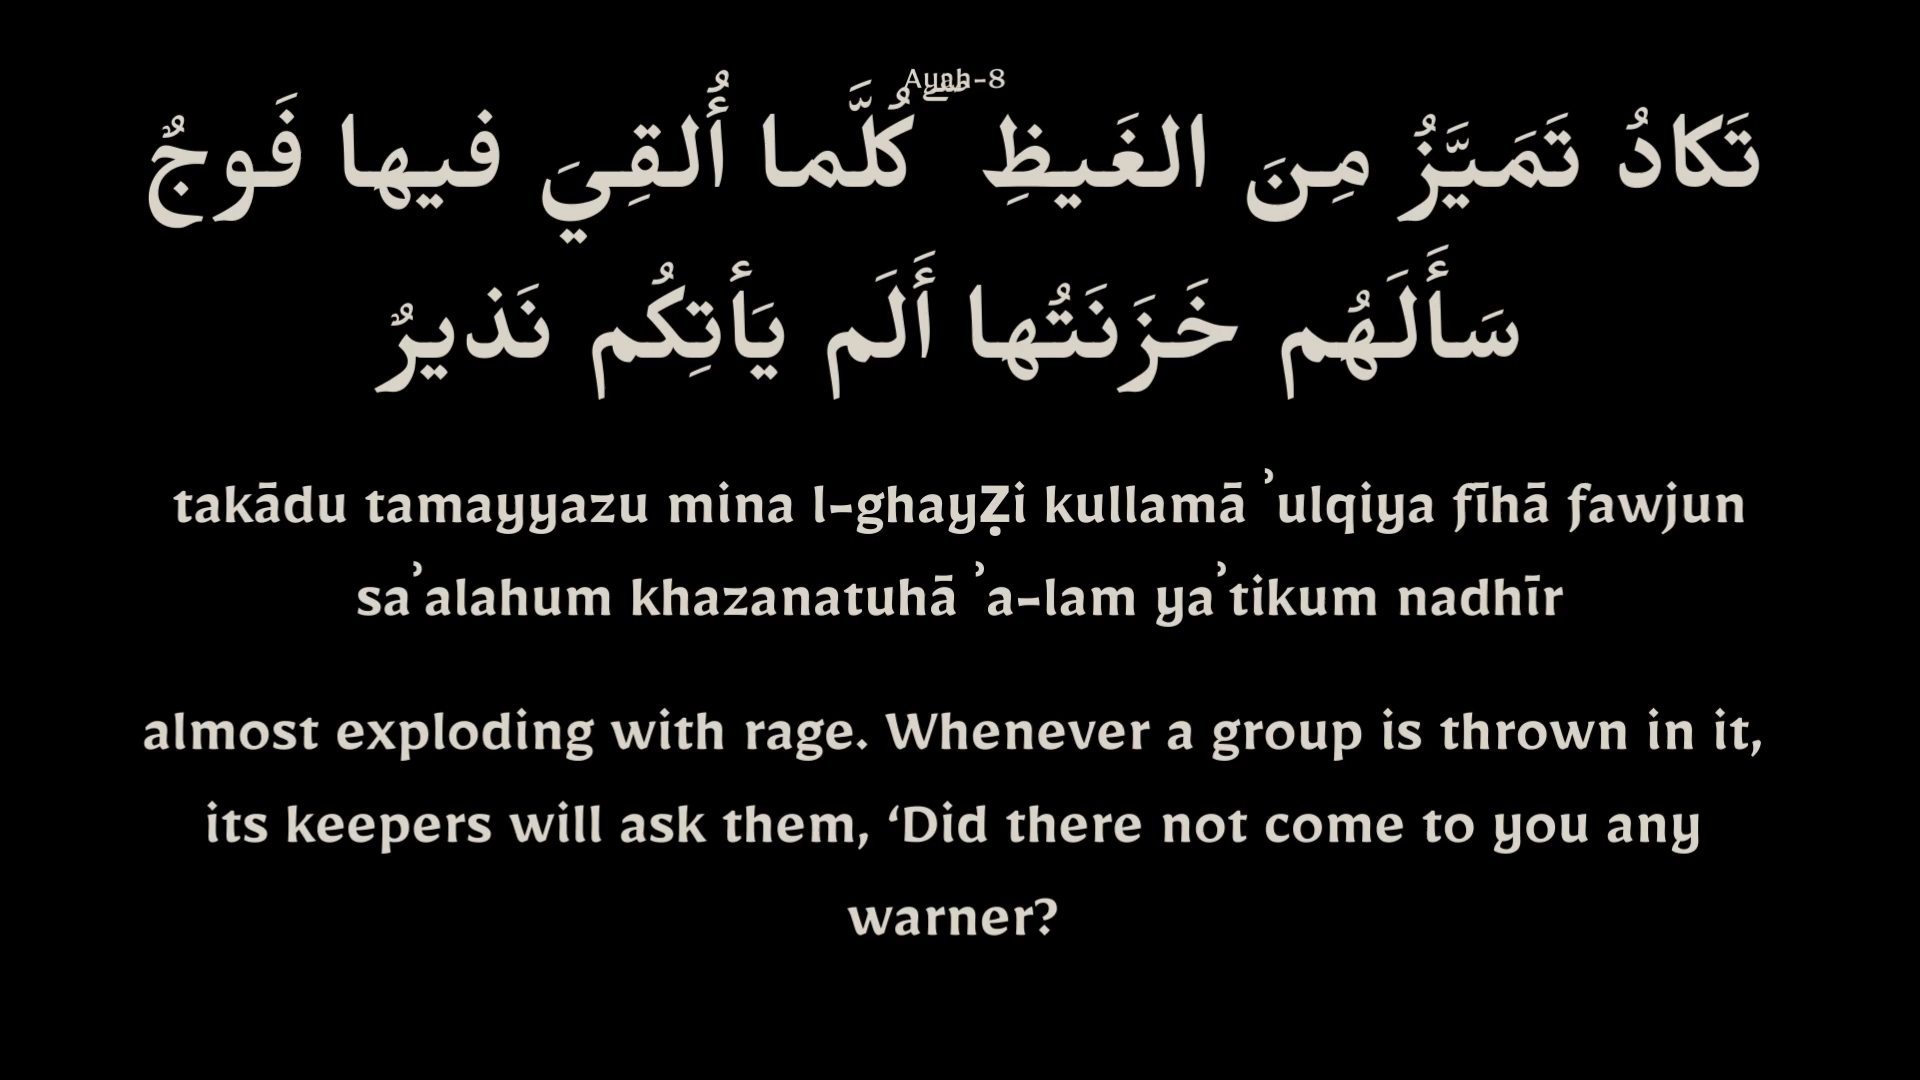 Ayah-8
تَكادُ تَمَيَّزُ مِنَ الغَيظِ ۖ كُلَّما أُلقِيَ فيها فَوجٌ
سَأَلَهُم خَزَنَتُها أَلَم يَأتِكُم نَذيرٌ
takādu tamayyazu mina l-ghayẓi kullamā ʾulqiya fīhā fawjun
saʾalahum khazanatuhā ʾa-lam yaʾtikum nadhīr
almost exploding with rage. Whenever a group is thrown in it,
its keepers will ask them, ‘Did there not come to you any
warner?